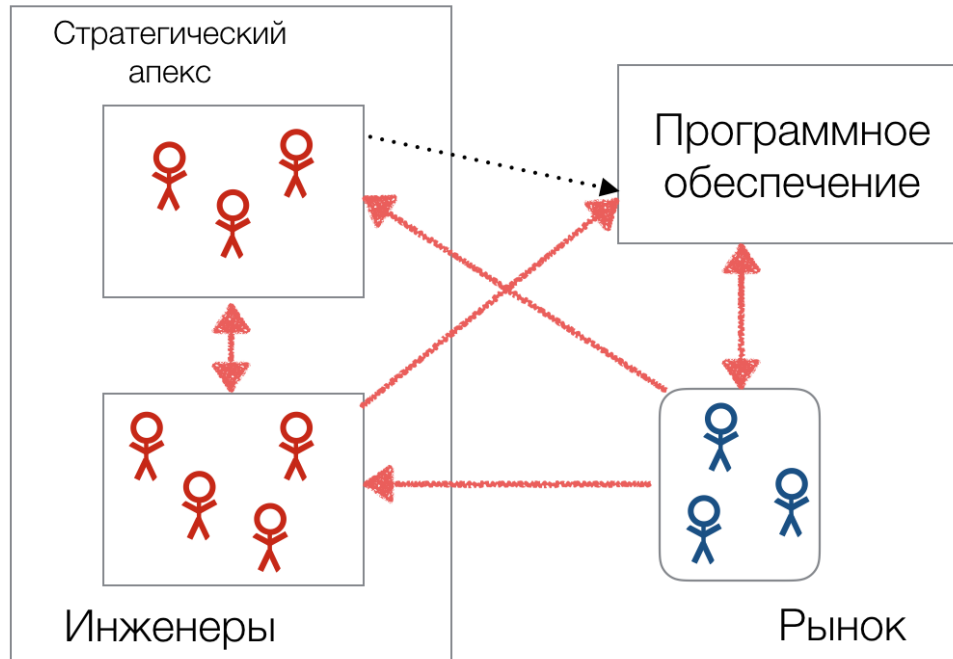 Стратегический
апекс
Программное
обеспечение
Инженеры
Рынок